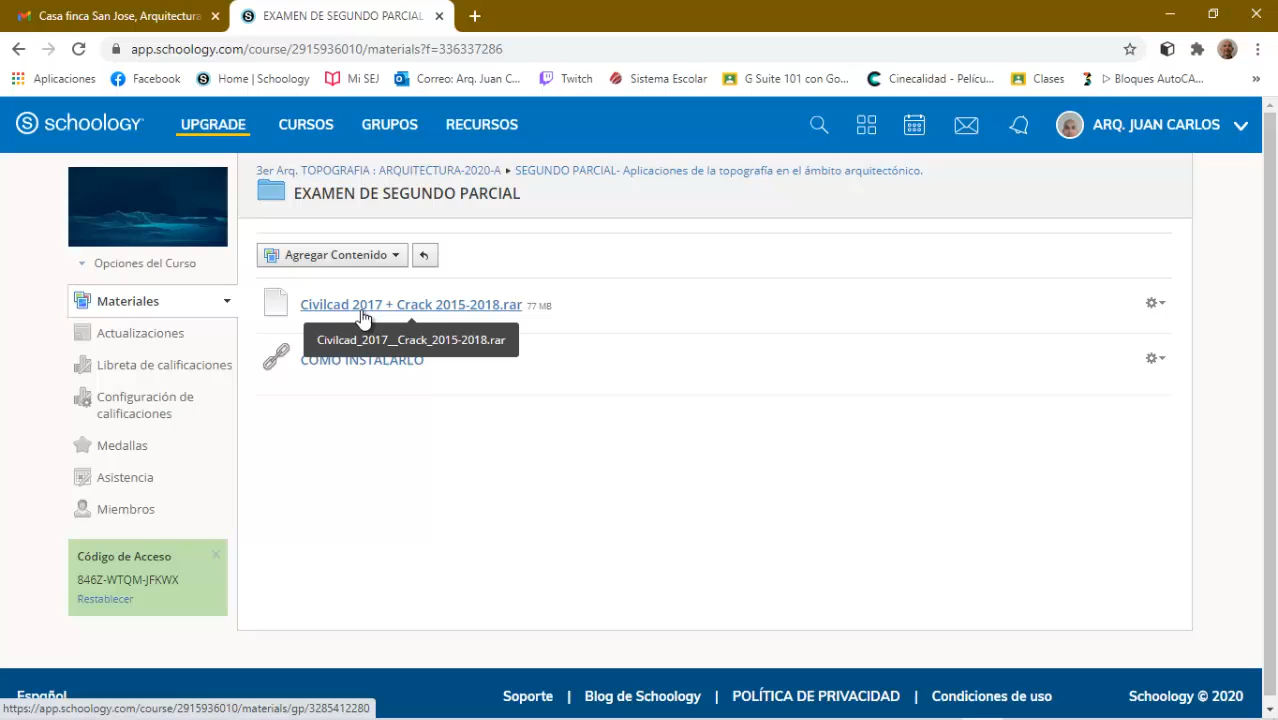 Casa finca San Jose, Arquitectura
EXAMEN DE SEGUNDO PARCIAL
app.schoology.com/course/2915936010/materials?f=336337286
Aplicaciones
Facebook
Home | Schoology
Mi SEJ
Correo: Arq. Juan C...
Twitch
Sistema Escolar
G Suite 101 con Go...
Cinecalidad - Pelícu...
Clases
▷ Bloques AutoCA...
»
S schoology
UPGRADE
CURSOS
GRUPOS
RECURSOS
ARQ. JUAN CARLOS
3er Arq. TOPOGRAFIA : ARQUITECTURA-2020-A ▸ SEGUNDO PARCIAL- Aplicaciones de la topografía en el ámbito arquitectónico.
EXAMEN DE SEGUNDO PARCIAL
Opciones del Curso
Materiales
Actualizaciones
Libreta de calificaciones
Configuración de
calificaciones
Medallas
Asistencia
Miembros
Código de Acceso
846Z-WTQM-JFKWX
Restablecer
Agregar Contenido
Civilcad 2017 + Crack 2015-2018.rar 77 MB
Civilcad_2017__Crack_2015-2018.rar
COMO INSTALARLO
Español
Soporte | Blog de Schoology | POLÍTICA DE PRIVACIDAD | Condiciones de uso
Schoology © 2020
https://app.schoology.com/course/2915936010/materials/gp/3285412280